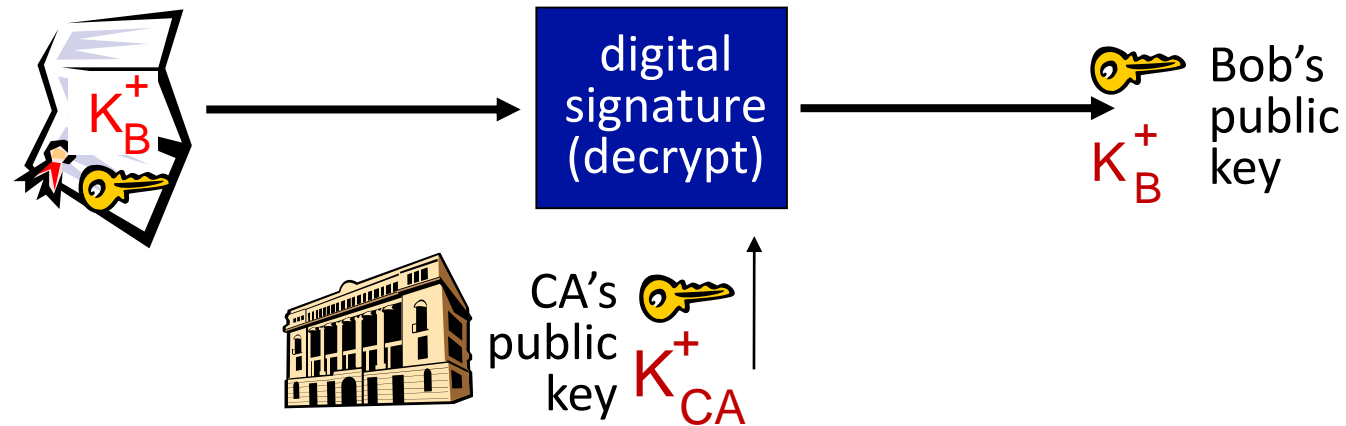 K+B
digital
signature
(decrypt)
K+B
Bob's
public
key
CA's
public
key
K+CA